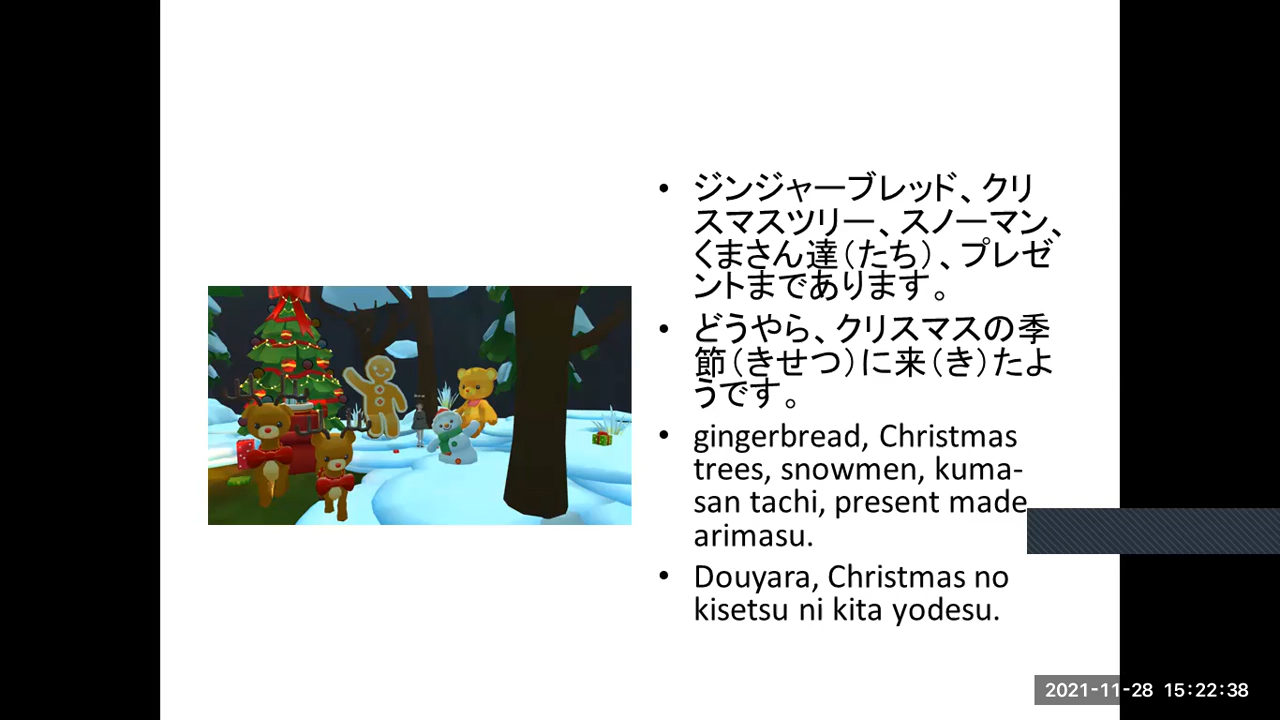 • ジンジャーブレッド、クリ
スマスツリー、スノーマン、
くまさん達（たち）、プレゼ
ントまであります。
• どうやら、クリスマスの季
節（きせつ）に来（き）たよ
うです。
• gingerbread, Christmas
trees, snowmen, kuma-
san tachi, present made
arimasu.
• Douyara, Christmas no
kisetsu ni kita yodesu.
2021-11-28 15:22:38